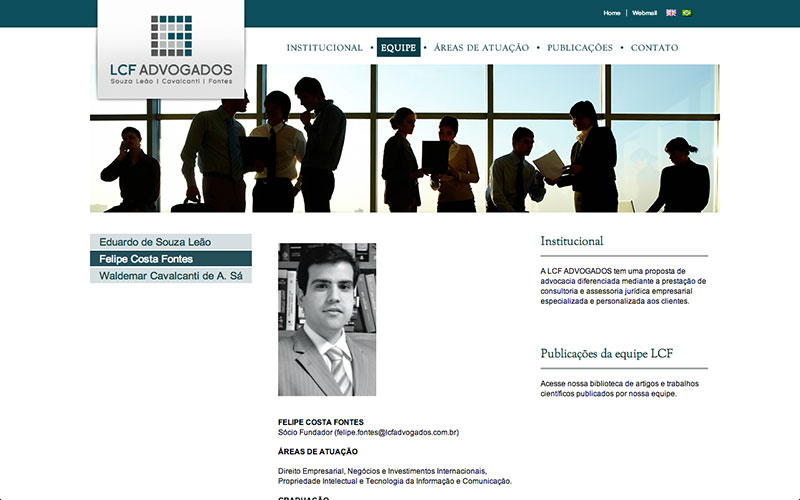 Home | Webmail
LCF ADVOGADOS
Souza Leão | Cavalcanti | Fontes
INSTITUCIONAL • EQUIPE • ÁREAS DE ATUAÇÃO • PUBLICAÇÕES • CONTATO
Eduardo de Souza Leão
Felipe Costa Fontes
Waldemar Cavalcanti de A. Sá
FELIPE COSTA FONTES
Sócio Fundador (felipe.fontes@lcfadvogados.com.br)
ÁREAS DE ATUAÇÃO
Direito Empresarial, Negócios e Investimentos Internacionais,
Propriedade Intelectual e Tecnologia da Informação e Comunicação.
GRADUAÇÃO
Institucional
A LCF ADVOGADOS tem uma proposta de
advocacia diferenciada mediante a prestação de
consultoria e assessoria jurídica empresarial
especializada e personalizada aos clientes.
Publicações da equipe LCF
Acesse nossa biblioteca de artigos e trabalhos
científicos publicados por nossa equipe.